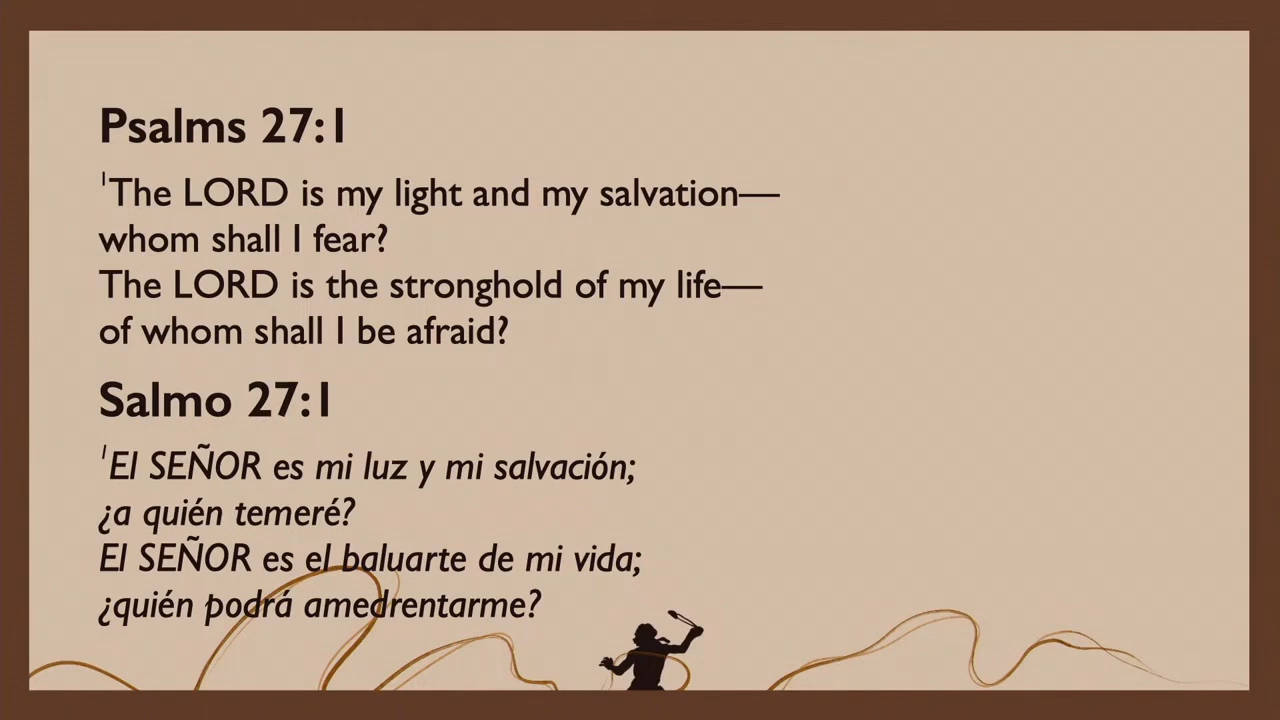 Psalms 27:1
¹The LORD is my light and my salvation—
whom shall I fear?
The LORD is the stronghold of my life—
of whom shall I be afraid?
Salmo 27:1
¹El SEÑOR es mi luz y mi salvación;
¿a quién temeré?
El SEÑOR es el baluarte de mi vida;
¿quién podrá amedrentarme?